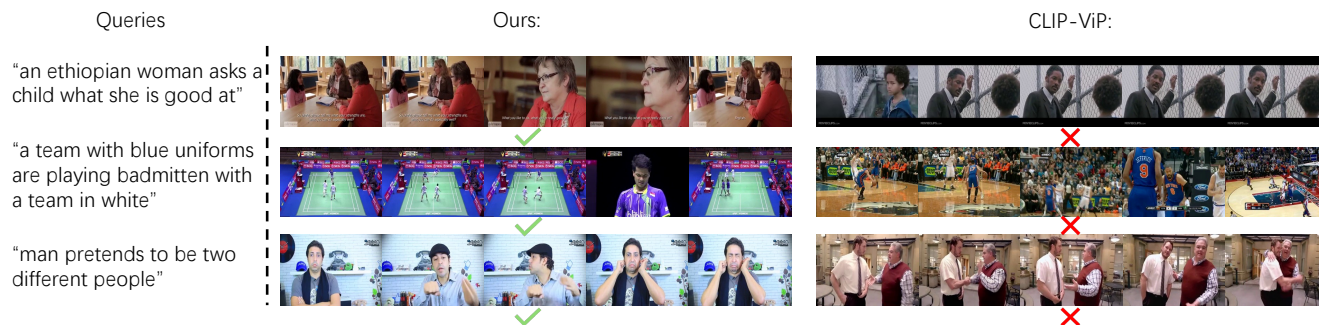 Queries
Ours:
CLIP-ViP:
"an ethiopian woman asks a
child what she is good at"
"a team with blue uniforms
are playing badmitten with
a team in white"
"man pretends to be two
different people"
9